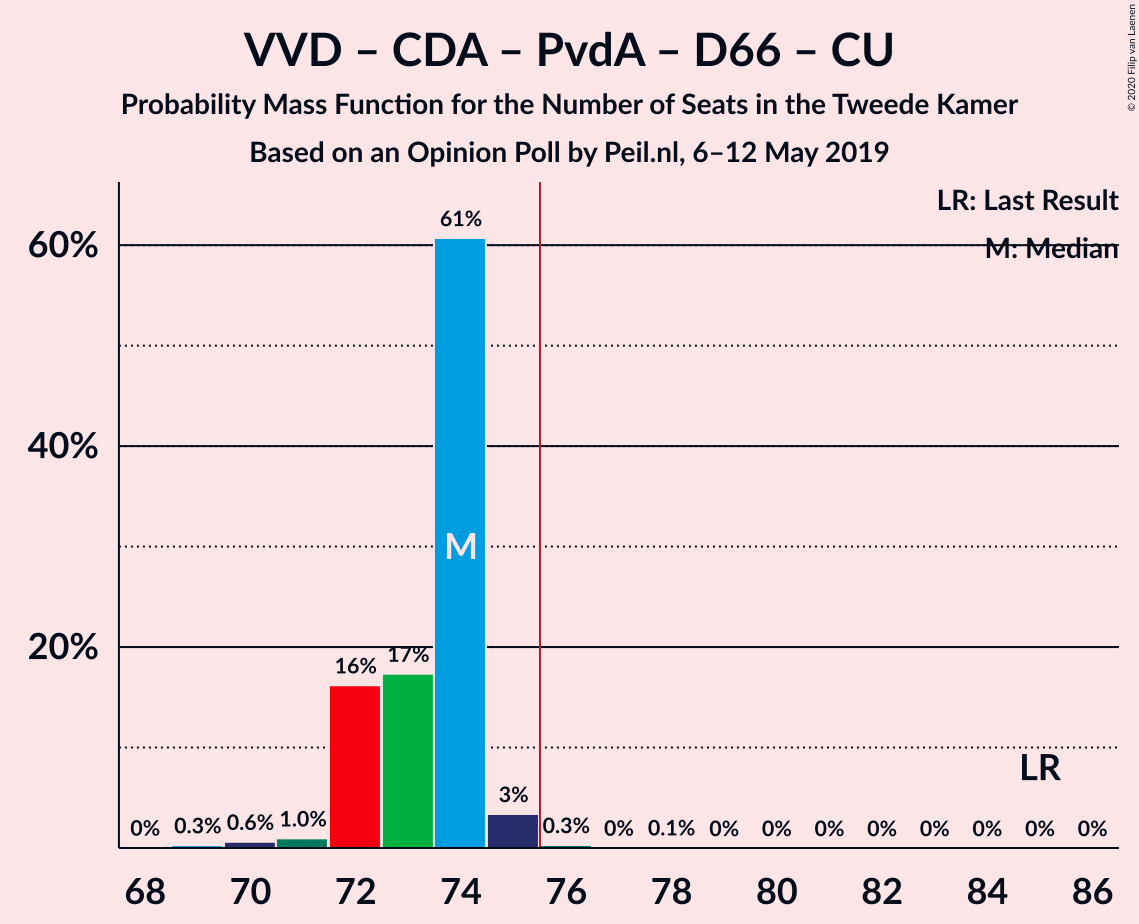 VVD – CDA – PvdA – D66 – CU
Probability Mass Function for the Number of Seats in the Tweede Kamer
Based on an Opinion Poll by Peil.nl, 6–12 May 2019
© 2020 Filip van Laenen
LR: Last Result
M: Median
60%
40%
20%
0% 0.3% 0.6% 1.0% 16% 17% 61% 3% 0.3% 0% 0.1% 0% 0% 0% 0% 0% 0% 0% 0%
M
LR
68 70 72 74 76 78 80 82 84 86